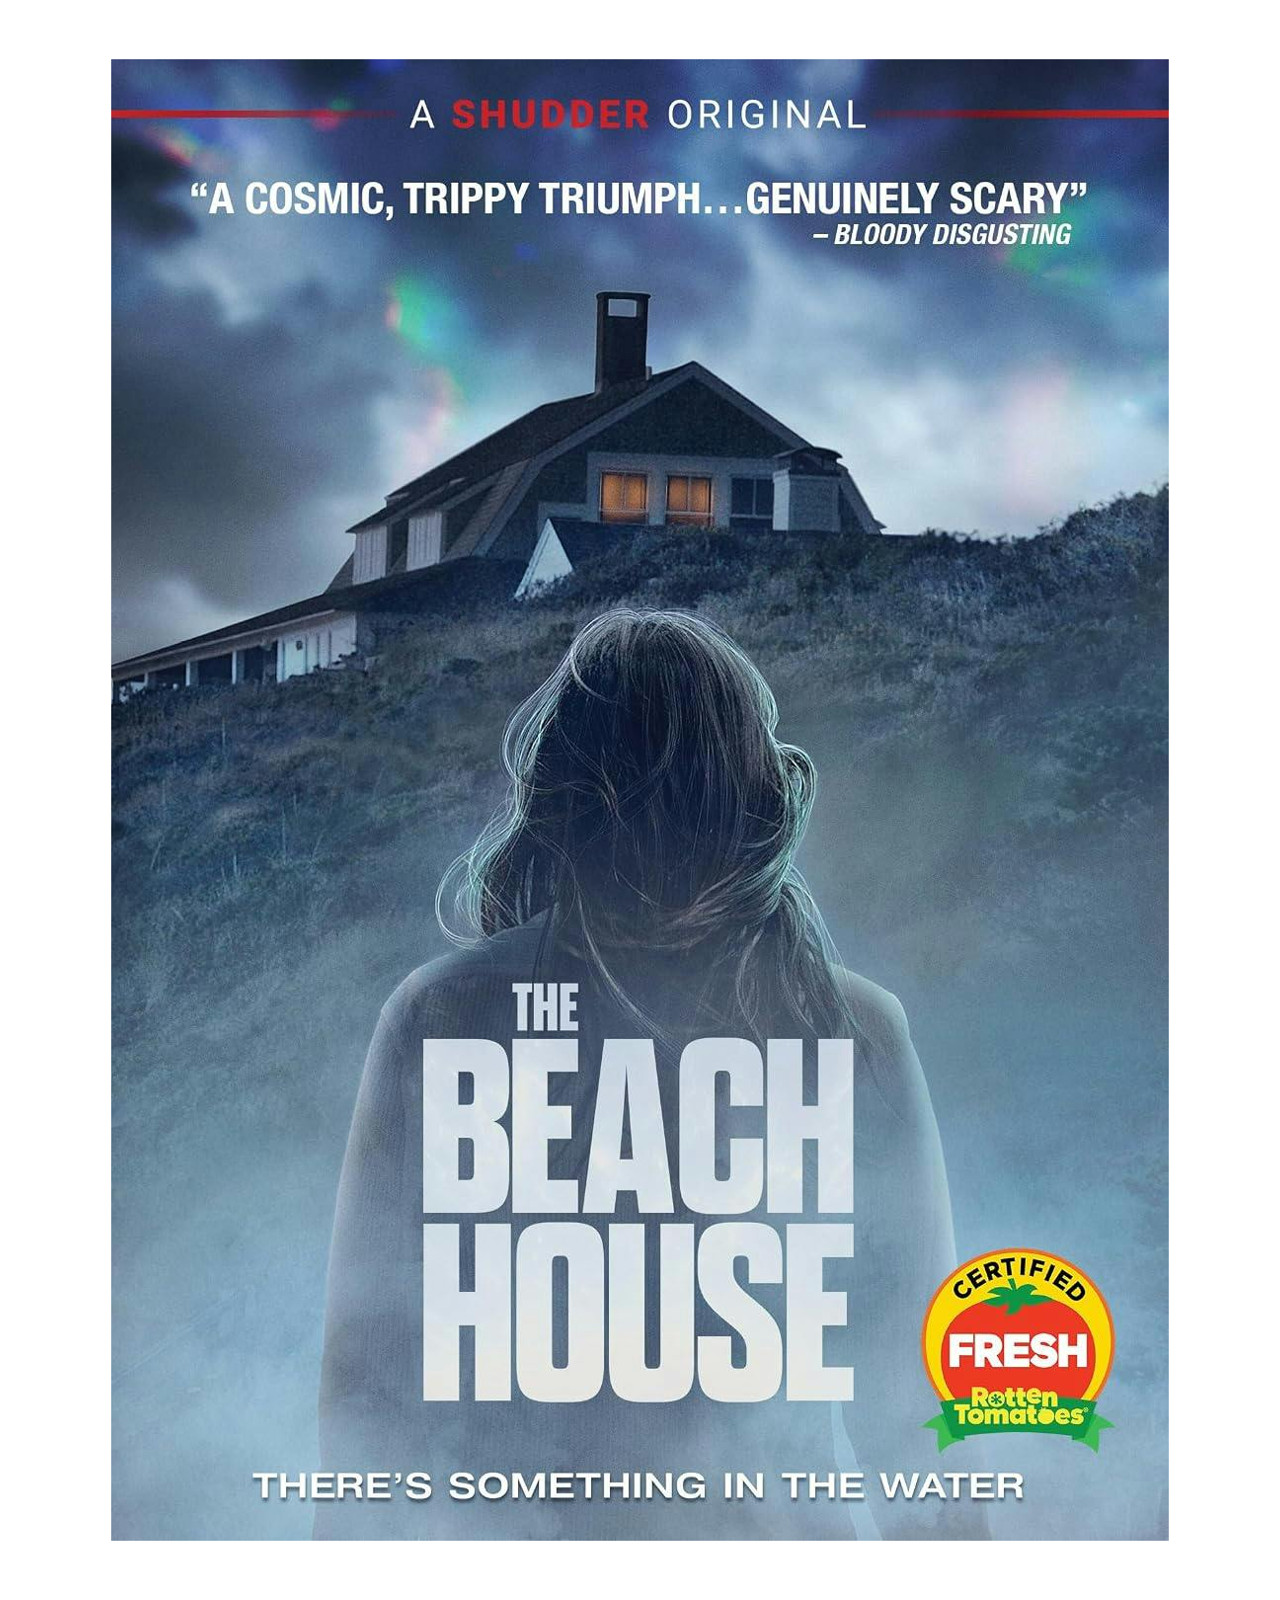 A SHUDDER ORIGINAL
“A COSMIC, TRIPPY TRIUMPH...GENUINELY SCARY”
– BLOODY DISGUSTING
THE
BEACH
HOUSE
CERTIFIED
FRESH
Rotten
Tomatoes®
THERE’S SOMETHING IN THE WATER